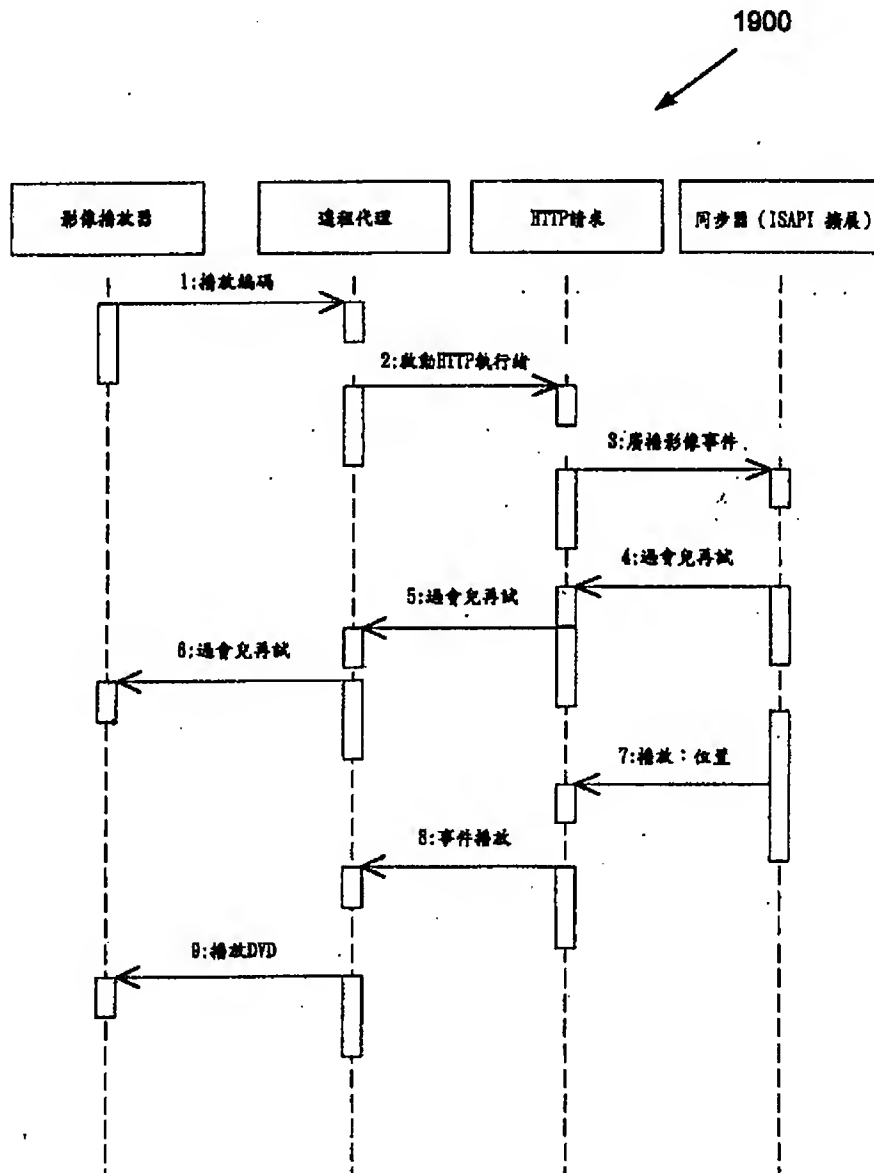 1900
影像播放器
遠程代理
HTTP請求
同步器(ISAPI 擴展)
1:播放編碼
2:啟動HTTP執行緒
3:廣播影像事件
4:過會兒再試
5:過會兒再試
6:過會兒再試
7:播放:位置
8:事件播放
9:播放DVD